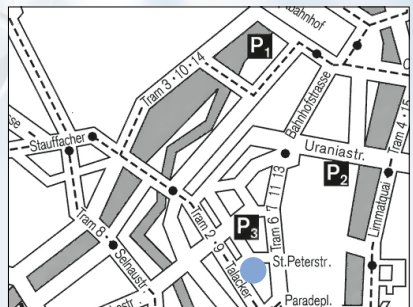 bahnhof
P1
Tram 3 · 10 · 14
Bahnhofstrasse
Tram 4 · 15
Stauffacher
Uraniastr.
P2
Tram 6 7 11 13
Limmatquai
Tram 2 · 9
P3
Tram 8
Selnaustr.
Talacker
St.Peterstr.
Paradepl.